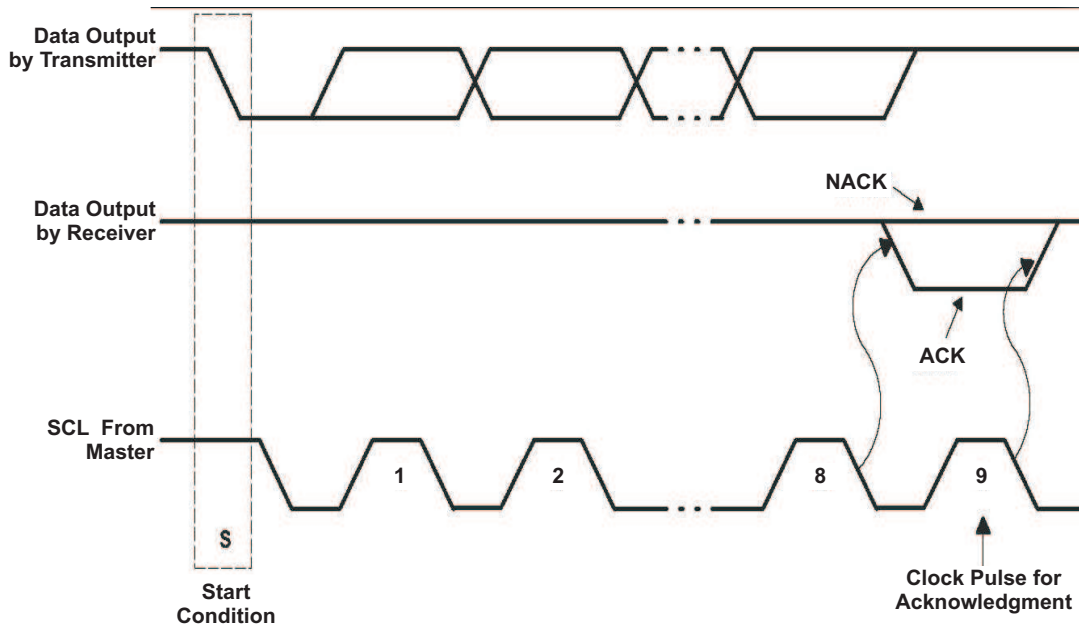 Data Output
by Transmitter
NACK
Data Output
by Receiver
ACK
SCL From
Master
1
2
8
9
S
Start
Condition
Clock Pulse for
Acknowledgment